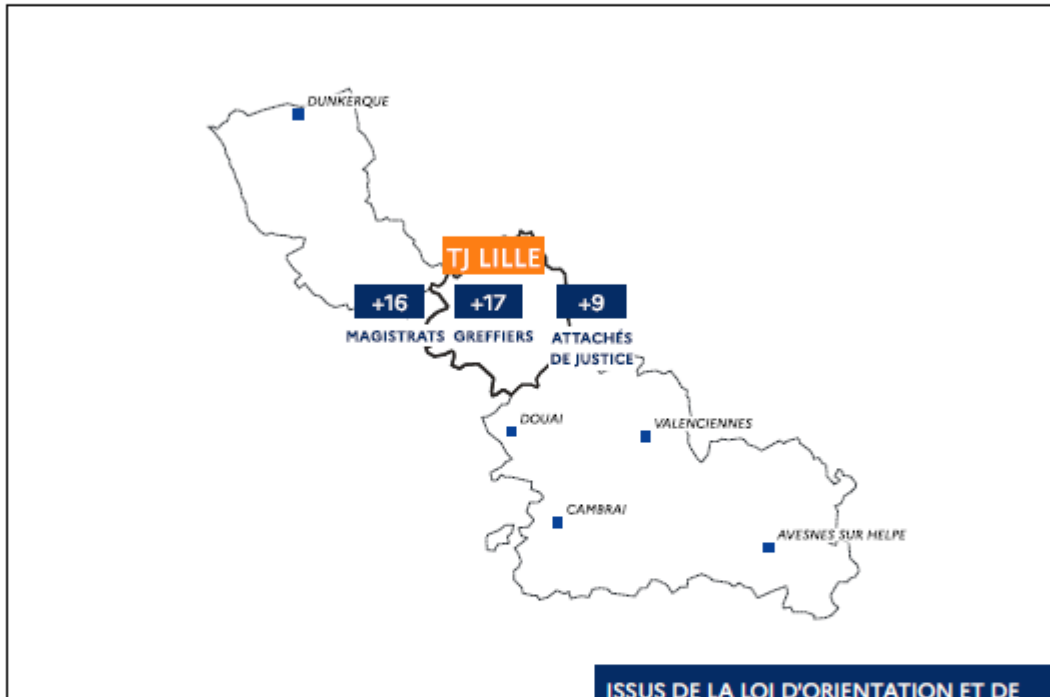 DUNKERQUE
TJ LILLE
+16 +17 +9
MAGISTRATS GREFFIERS ATTACHÉS
DE JUSTICE
DOUAI
VALENCIENNES
CAMBRAI
AVESNES SUR HELPE
ISSUS DE LA LOI D'ORIENTATION ET DE